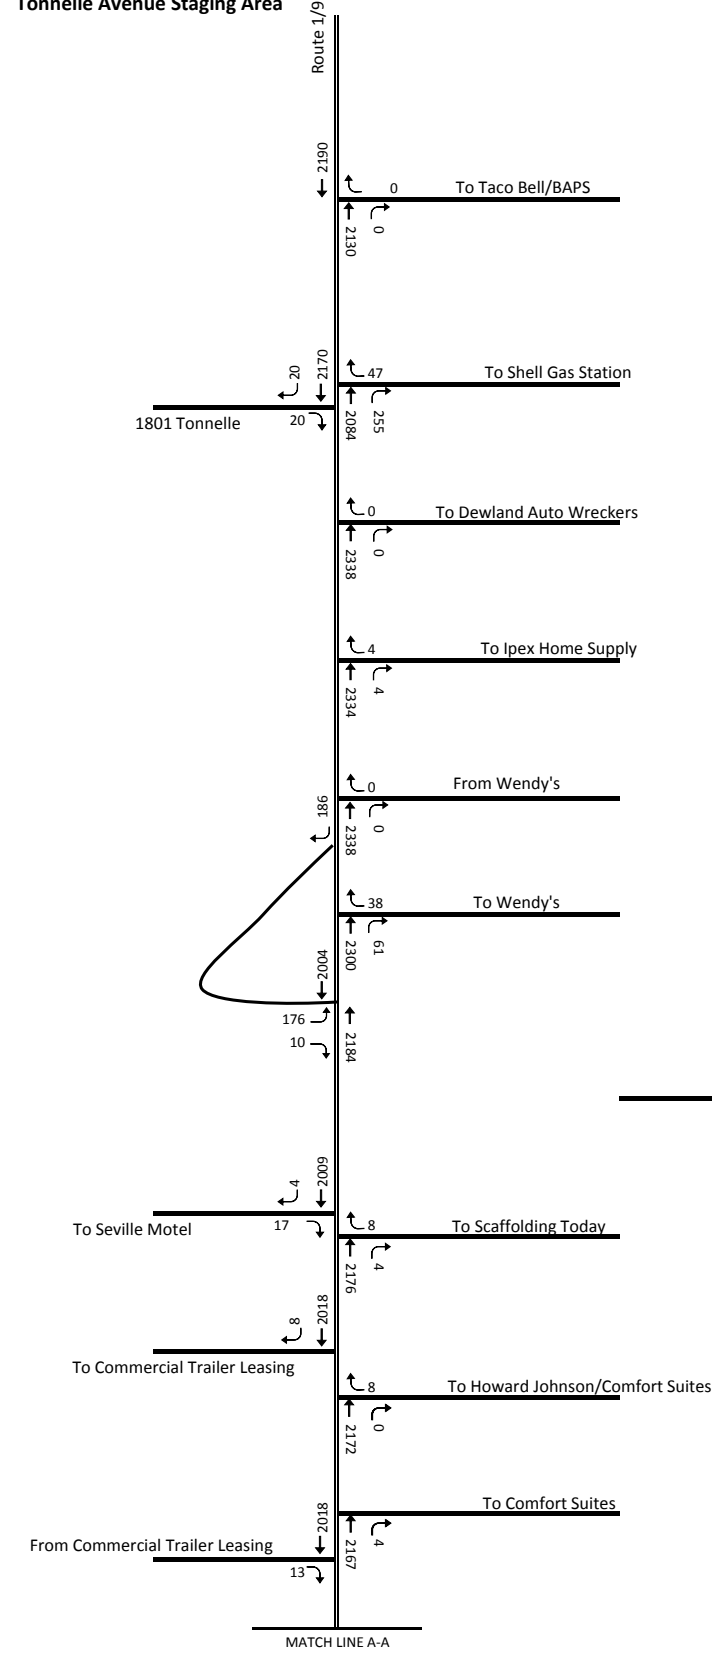 Tonnelle Avenue Staging Area
Route 1/9
2190
0
To Taco Bell/BAPS
2130
0
20
2170
47
To Shell Gas Station
2084
255
1801 Tonnelle
20
0
To Dewland Auto Wreckers
2338
0
4
To Ipex Home Supply
2334
4
0
From Wendy's
186
2338
0
38
To Wendy's
2300
61
2004
176
2184
10
4
2009
To Seville Motel
17
8
To Scaffolding Today
2176
4
8
2018
To Commercial Trailer Leasing
8
To Howard Johnson/Comfort Suites
2172
0
To Comfort Suites
2018
2167
4
From Commercial Trailer Leasing
13
MATCH LINE A-A